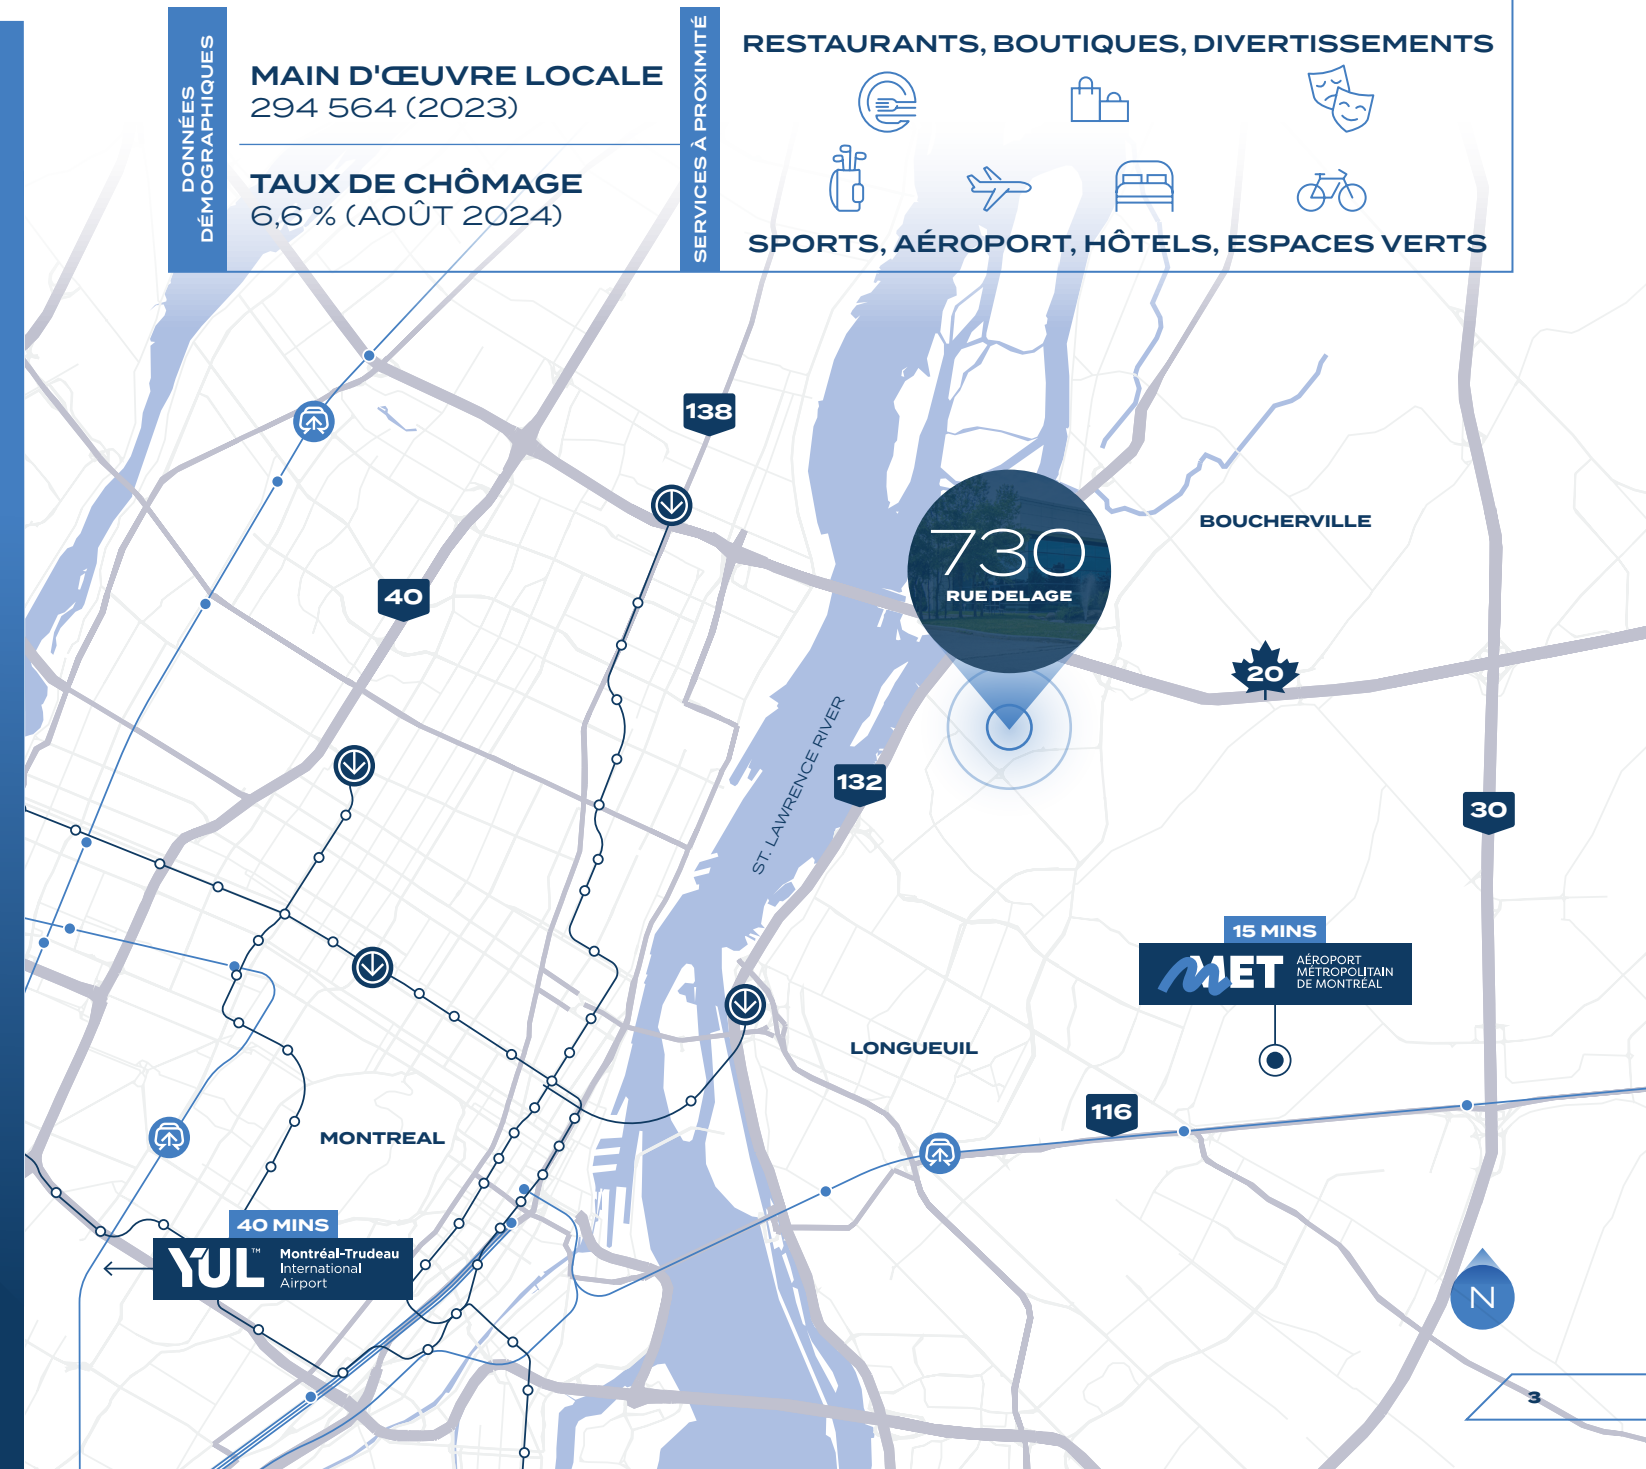 DONNÉES
DÉMOGRAPHIQUES
MAIN D'ŒUVRE LOCALE
294 564 (2023)
TAUX DE CHÔMAGE
6,6 % (AOÛT 2024)
SERVICES À PROXIMITÉ
RESTAURANTS, BOUTIQUES, DIVERTISSEMENTS
SPORTS, AÉROPORT, HÔTELS, ESPACES VERTS
138
730
RUE DELAGE
BOUCHERVILLE
40
20
ST. LAWRENCE RIVER
132
30
15 MINS
MET
AÉROPORT
MÉTROPOLITAIN
DE MONTRÉAL
LONGUEUIL
116
MONTREAL
40 MINS
YUL™
Montréal-Trudeau
International
Airport
N
3